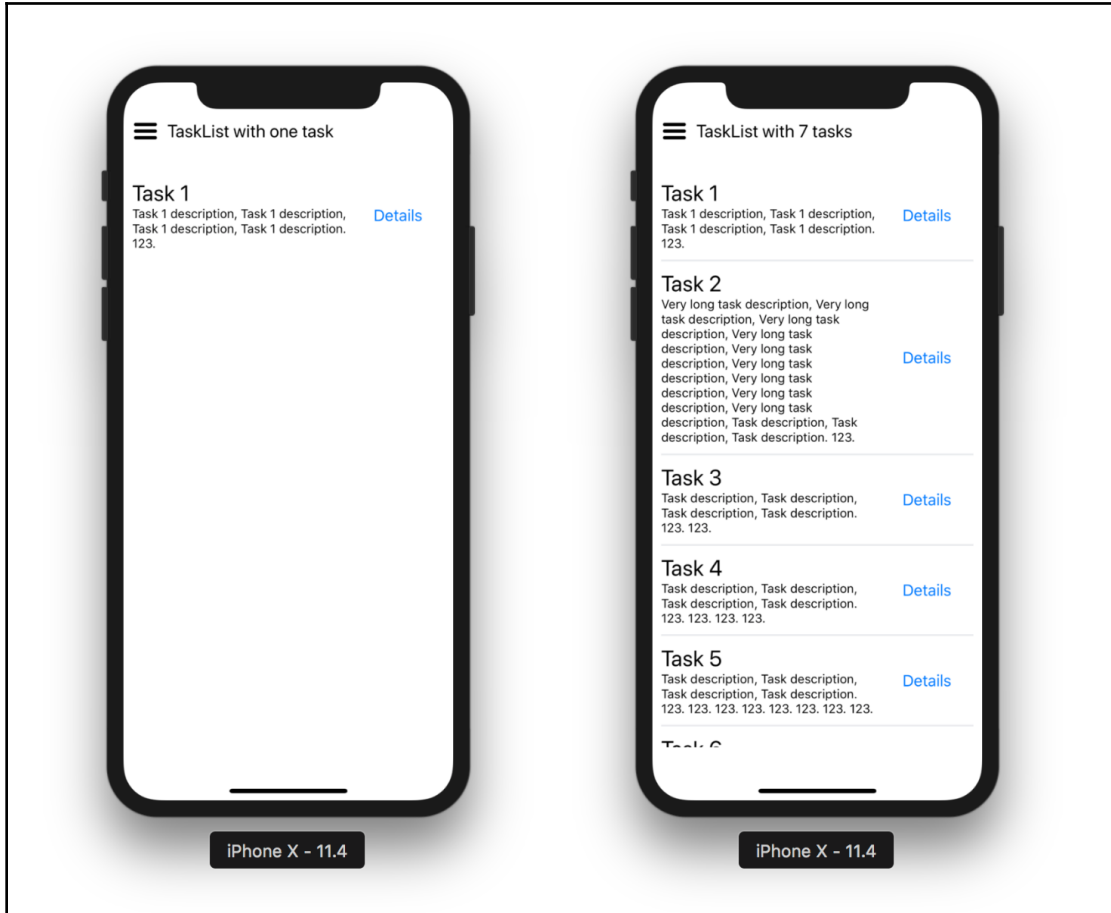 TaskList with one task
Task 1
Task 1 description, Task 1 description,
Task 1 description, Task 1 description.
123.
Details
iPhone X - 11.4
TaskList with 7 tasks
Task 1
Task 1 description, Task 1 description,
Task 1 description, Task 1 description.
123.
Details
Task 2
Very long task description, Very long
task description, Very long task
description, Very long task
description, Very long task
description, Very long task
description, Very long task
description, Very long task
description, Very long task
description, Task description, Task
description, Task description. 123.
Details
Task 3
Task description, Task description,
Task description, Task description.
123. 123.
Details
Task 4
Task description, Task description,
Task description, Task description.
123. 123. 123. 123.
Details
Task 5
Task description, Task description,
Task description, Task description.
123. 123. 123. 123. 123. 123. 123. 123.
Details
Task 6
iPhone X - 11.4